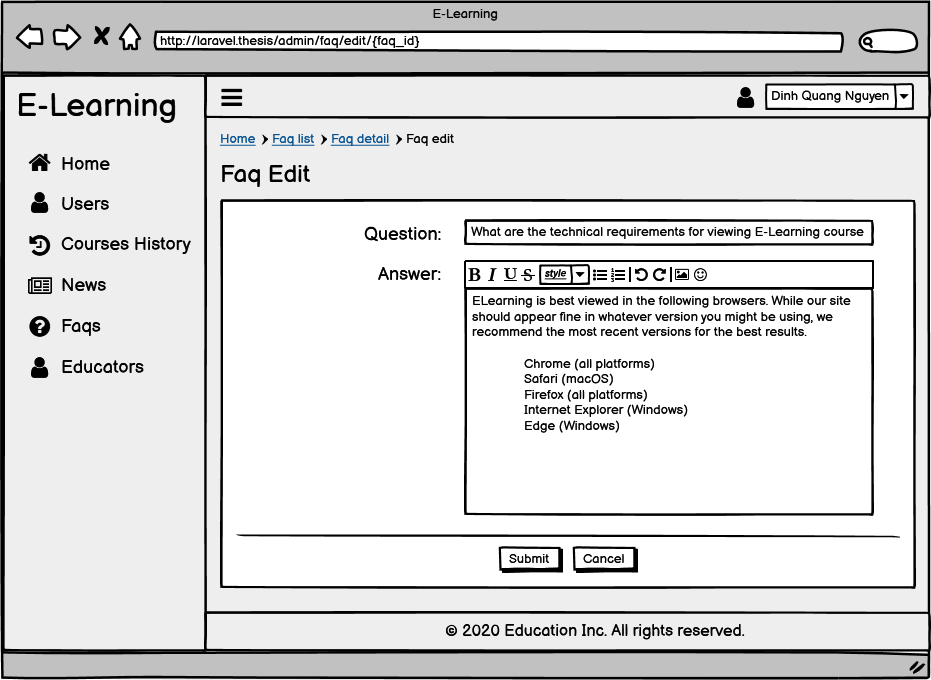 E-Learning
http://laravel.thesis/admin/faq/edit/{faq_id}
E-Learning
Dinh Quang Nguyen
Home
Users
Courses History
News
Faqs
Educators
Home Faq list Faq detail Faq edit
Faq Edit
Question: What are the technical requirements for viewing E-Learning course
Answer: B I U S style
ELearning is best viewed in the following browsers. While our site
should appear fine in whatever version you might be using, we
recommend the most recent versions for the best results.
Chrome (all platforms)
Safari (macOS)
Firefox (all platforms)
Internet Explorer (Windows)
Edge (Windows)
Submit Cancel
© 2020 Education Inc. All rights reserved.